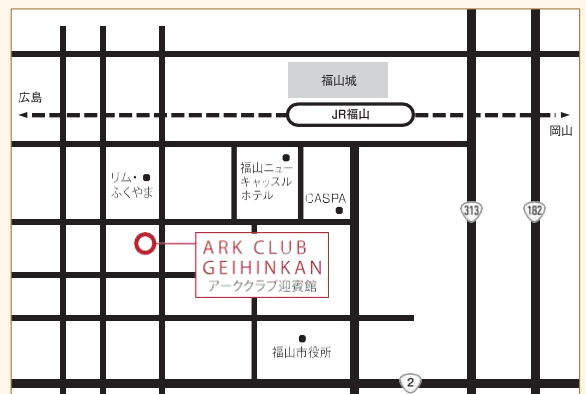 福山城
広島
JR福山
岡山
リム・
ふくやま
福山ニュー
キャッスル
ホテル
CASPA
313
182
ARK CLUB
GEIHINKAN
アーククラブ迎賓館
福山市役所
2